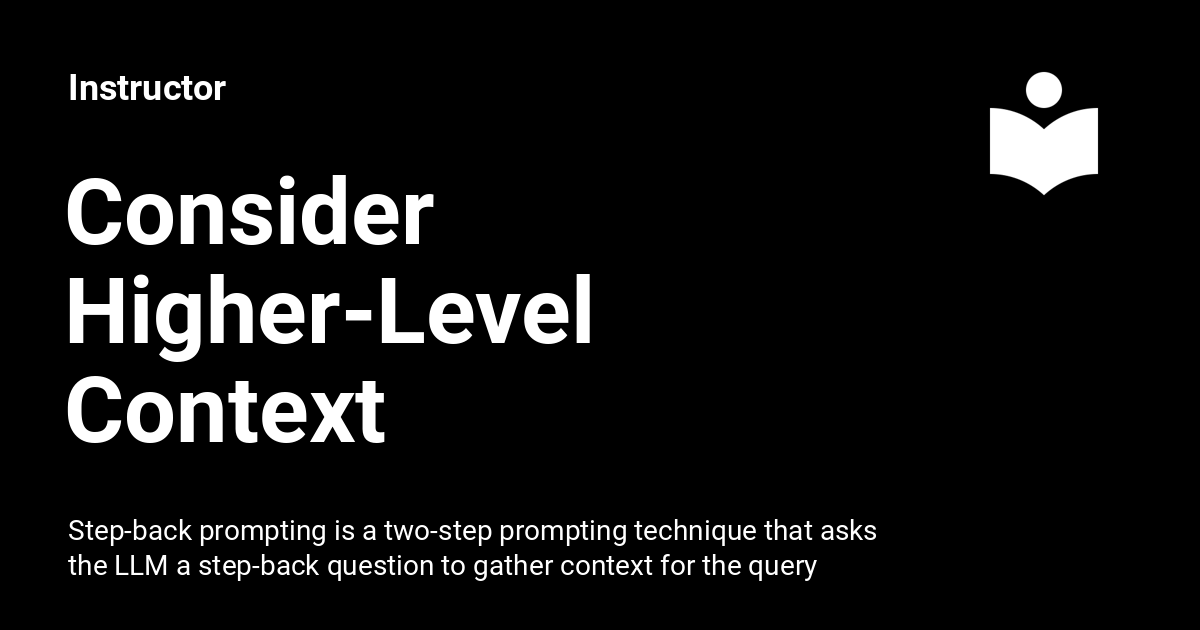 Instructor
Consider
Higher-Level
Context
Step-back prompting is a two-step prompting technique that asks
the LLM a step-back question to gather context for the query